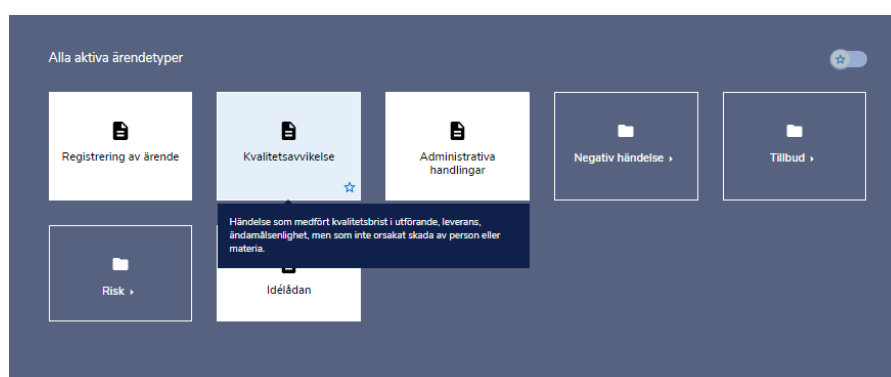 Alla aktiva ärendetyper
Registrering av ärende
Kvalitetsavvikelse
Administrativa
handlingar
Negativ händelse ›
Tillbud ›
Händelse som medfört kvalitetsbrist i utförande, leverans,
ändamålsenlighet, men som inte orsakat skada av person eller
materia.
Risk ›
Idélådan